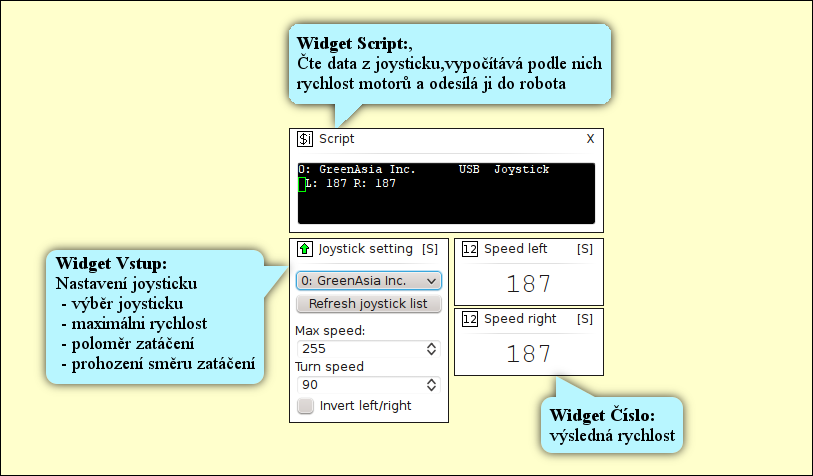 Widget Script:,
Čte data z joysticku,vypočítává podle nich
rychlost motorů a odesílá ji do robota
$i Script X
0: GreenAsia Inc. USB Joystick
L: 187 R: 187
Joystick setting [S]
0: GreenAsia Inc.
Refresh joystick list
Max speed:
255
Turn speed
90
Invert left/right
12 Speed left [S]
187
12 Speed right [S]
187
Widget Vstup:
Nastavení joysticku
- výběr joysticku
- maximálni rychlost
- poloměr zatáčení
- prohození směru zatáčení
Widget Číslo:
výsledná rychlost